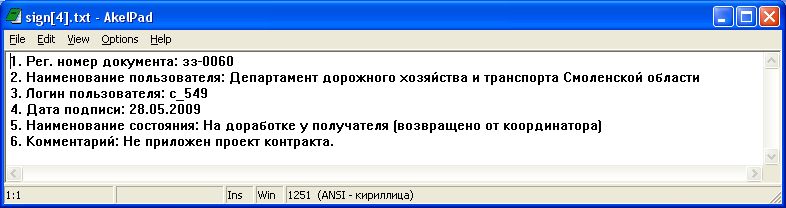 sign[4].txt - AkelPad
File Edit View Options Help
1. Рег. номер документа: зз-0060
2. Наименование пользователя: Департамент дорожного хозяйства и транспорта Смоленской области
3. Логин пользователя: c_549
4. Дата подписи: 28.05.2009
5. Наименование состояния: На доработке у получателя (возвращено от координатора)
6. Комментарий: Не приложен проект контракта.
1:1 Ins Win 1251 (ANSI - кириллица)